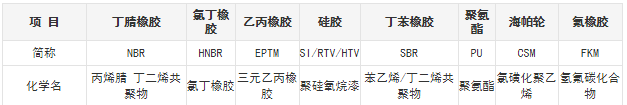 项 目 丁腈橡胶 氯丁橡胶 乙丙橡胶 硅胶 丁苯橡胶 聚氨酯 海帕轮 氟橡胶
简称 NBR HNBR EPTM SI/RTV/HTV SBR PU CSM FKM
化学名 丙烯腈 丁二烯共聚物 氯丁橡胶 三元乙丙橡胶 聚硅氧烷漆 苯乙烯/丁二烯共聚物 聚氨酯 氯磺化聚乙烯 氢氟碳化合物